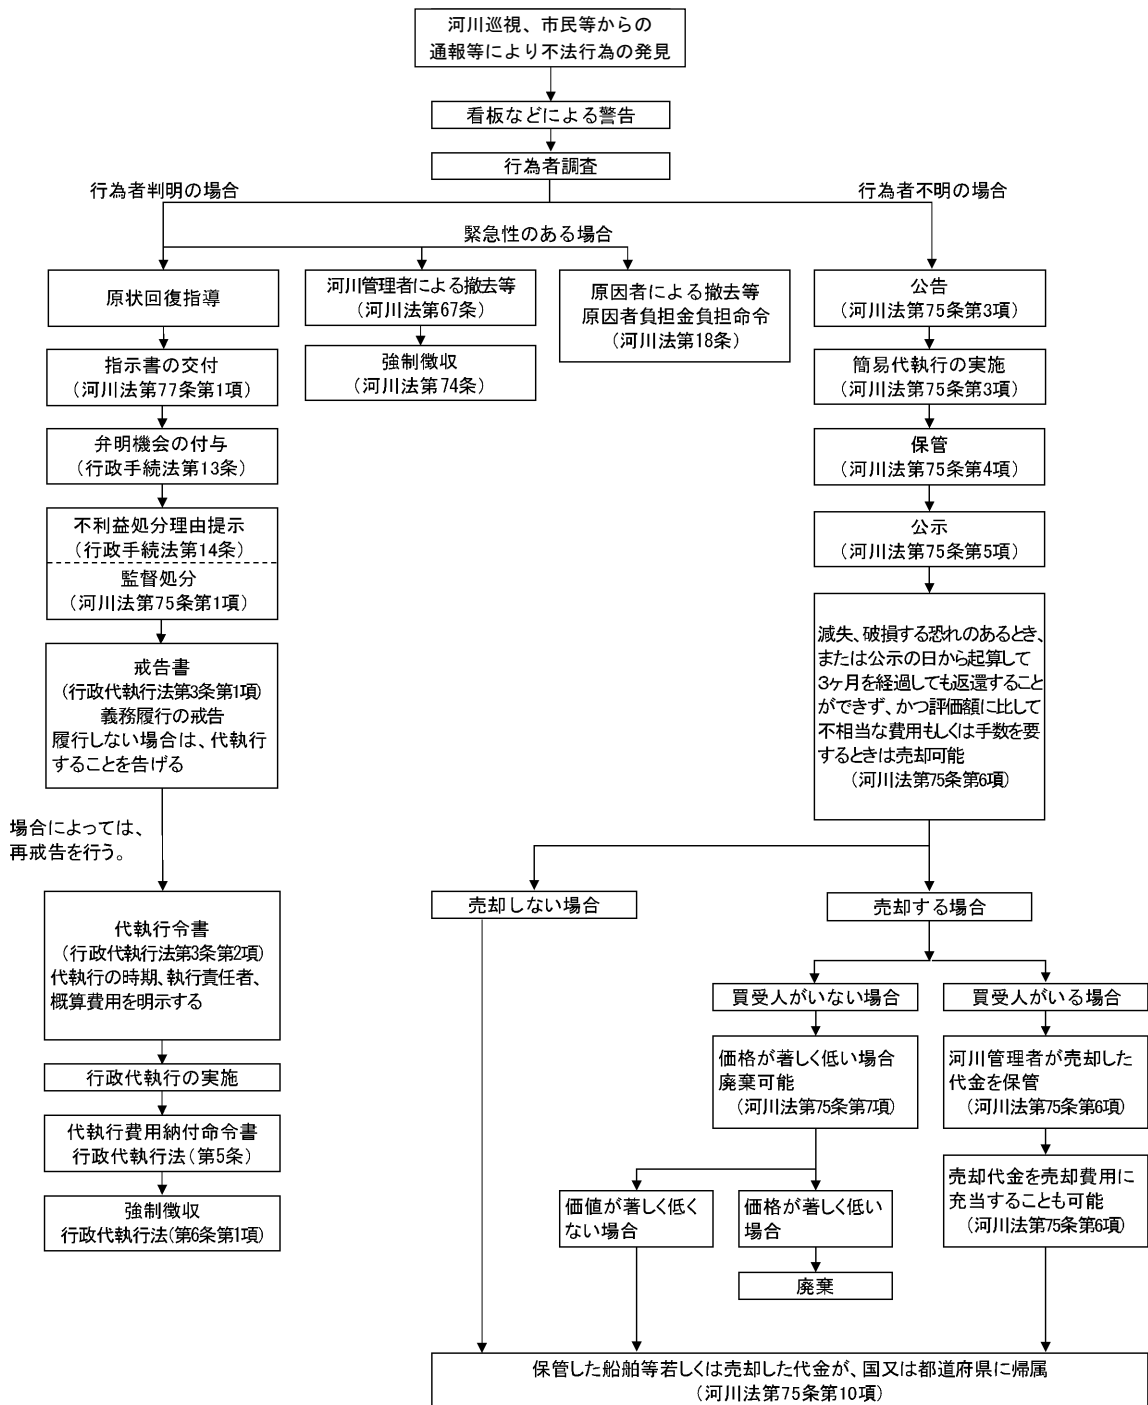 河川巡視、市民等からの
通報等により不法行為の発見
看板などによる警告
行為者調査
行為者判明の場合
行為者不明の場合
緊急性のある場合
原状回復指導
指示書の交付
(河川法第77条第1項)
弁明機会の付与
(行政手続法第13条)
不利益処分理由提示
(行政手続法第14条)
監督処分
(河川法第75条第1項)
戒告書
(行政代執行法第3条第1項)
義務履行の戒告
履行しない場合は、代執行
することを告げる
場合によっては、
再戒告を行う。
代執行令書
(行政代執行法第3条第2項)
代執行の時期、執行責任者、
概算費用を明示する
行政代執行の実施
代執行費用納付命令書
行政代執行法(第5条)
強制徴収
行政代執行法(第6条第1項)
河川管理者による撤去等
(河川法第67条)
強制徴収
(河川法第74条)
原因者による撤去等
原因者負担金負担命令
(河川法第18条)
公告
(河川法第75条第3項)
簡易代執行の実施
(河川法第75条第3項)
保管
(河川法第75条第4項)
公示
(河川法第75条第5項)
減失、破損する恐れのあるとき、
または公示の日から起算して
3ヶ月を経過しても返還すること
ができず、かつ評価額に比して
不相当な費用もしくは手数を要
するときは売却可能
(河川法第75条第6項)
売却しない場合
売却する場合
買受人がいない場合
買受人がいる場合
価格が著しく低い場合
廃棄可能
(河川法第75条第7項)
河川管理者が売却した
代金を保管
(河川法第75条第6項)
価値が著しく低く
ない場合
価格が著しく低い
場合
売却代金を売却費用に
充当することも可能
(河川法第75条第6項)
廃棄
保管した船舶等若しくは売却した代金が、国又は都道府県に帰属
(河川法第75条第10項)